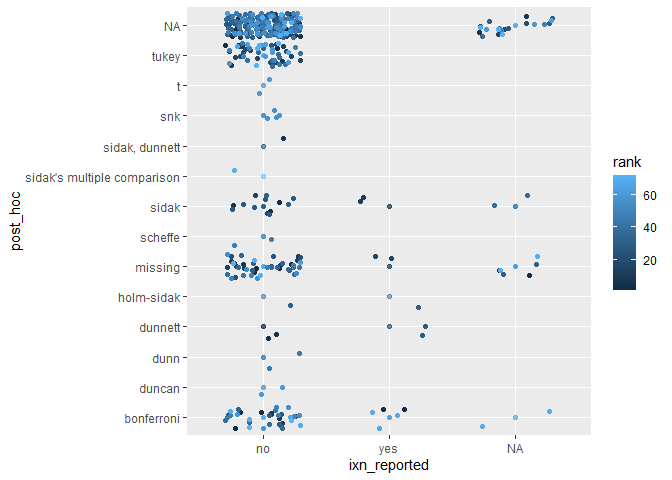 NA
tukey
t
snk
sidak, dunnett
sidak's multiple comparison
sidak
scheffe
missing
holm-sidak
dunnett
dunn
duncan
bonferroni
post_hoc
no yes NA
ixn_reported
rank
60
40
20